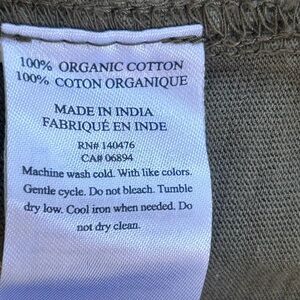 100% ORGANIC COTTON
100% COTON ORGANIQUE
MADE IN INDIA
FABRIQUÉ EN INDE
RN# 140476
CA# 06894
Machine wash cold. With like colors.
Gentle cycle. Do not bleach. Tumble
dry low. Cool iron when needed. Do
not dry clean.